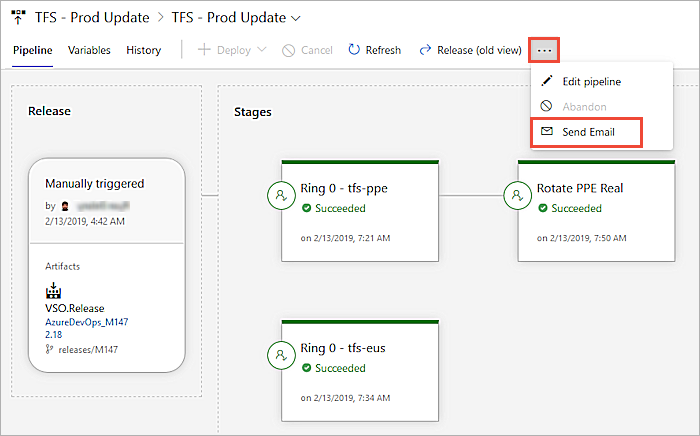 TFS - Prod Update > TFS - Prod Update
Pipeline Variables History Deploy Cancel Refresh Release (old view) ...
Edit pipeline
Abandon
Send Email
Release
Stages
Manually triggered
by
2/13/2019, 4:42 AM
Artifacts
VSO.Release
AzureDevOps_M147
2.18
releases/M147
Ring 0 - tfs-ppe
Succeeded
on 2/13/2019, 7:21 AM
Rotate PPE Real
Succeeded
on 2/13/2019, 7:50 AM
Ring 0 - tfs-eus
Succeeded
on 2/13/2019, 7:34 AM